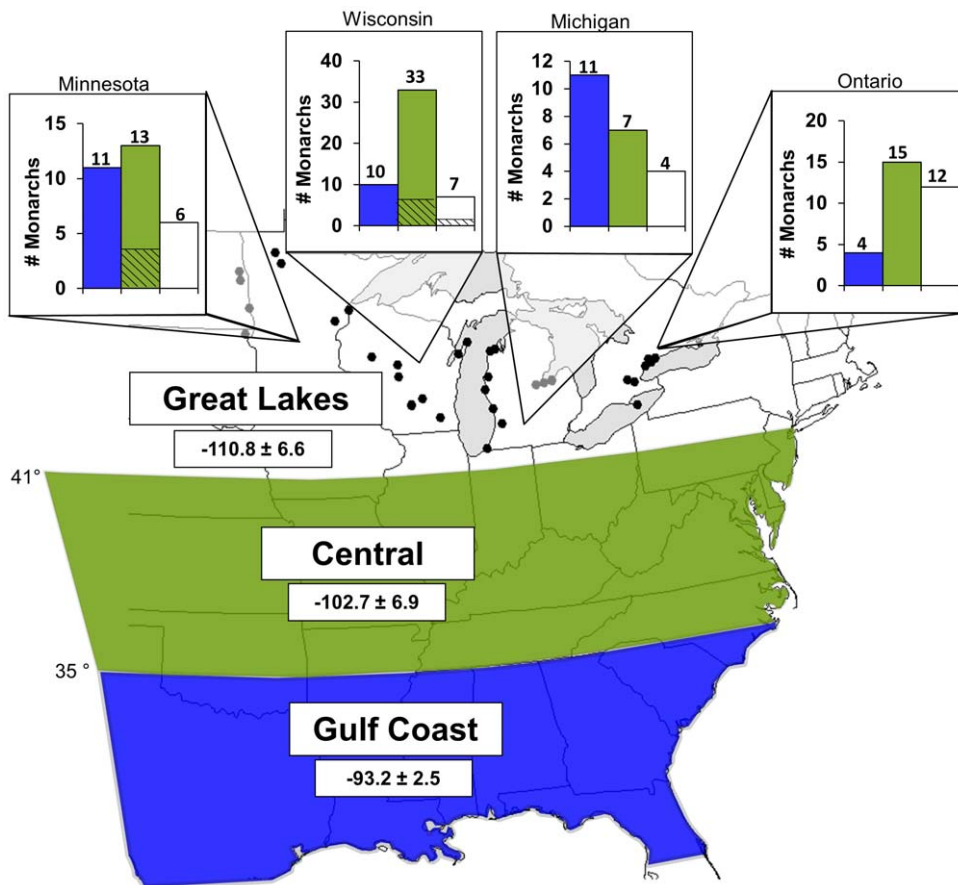 Minnesota
# Monarchs
15
10
5
0
11
13
6
Wisconsin
# Monarchs
40
30
20
10
0
10
33
7
Michigan
# Monarchs
12
10
8
6
4
2
0
11
7
4
Ontario
# Monarchs
20
15
10
5
0
4
15
12
Great Lakes
-110.8 ± 6.6
41°
Central
-102.7 ± 6.9
35 °
Gulf Coast
-93.2 ± 2.5